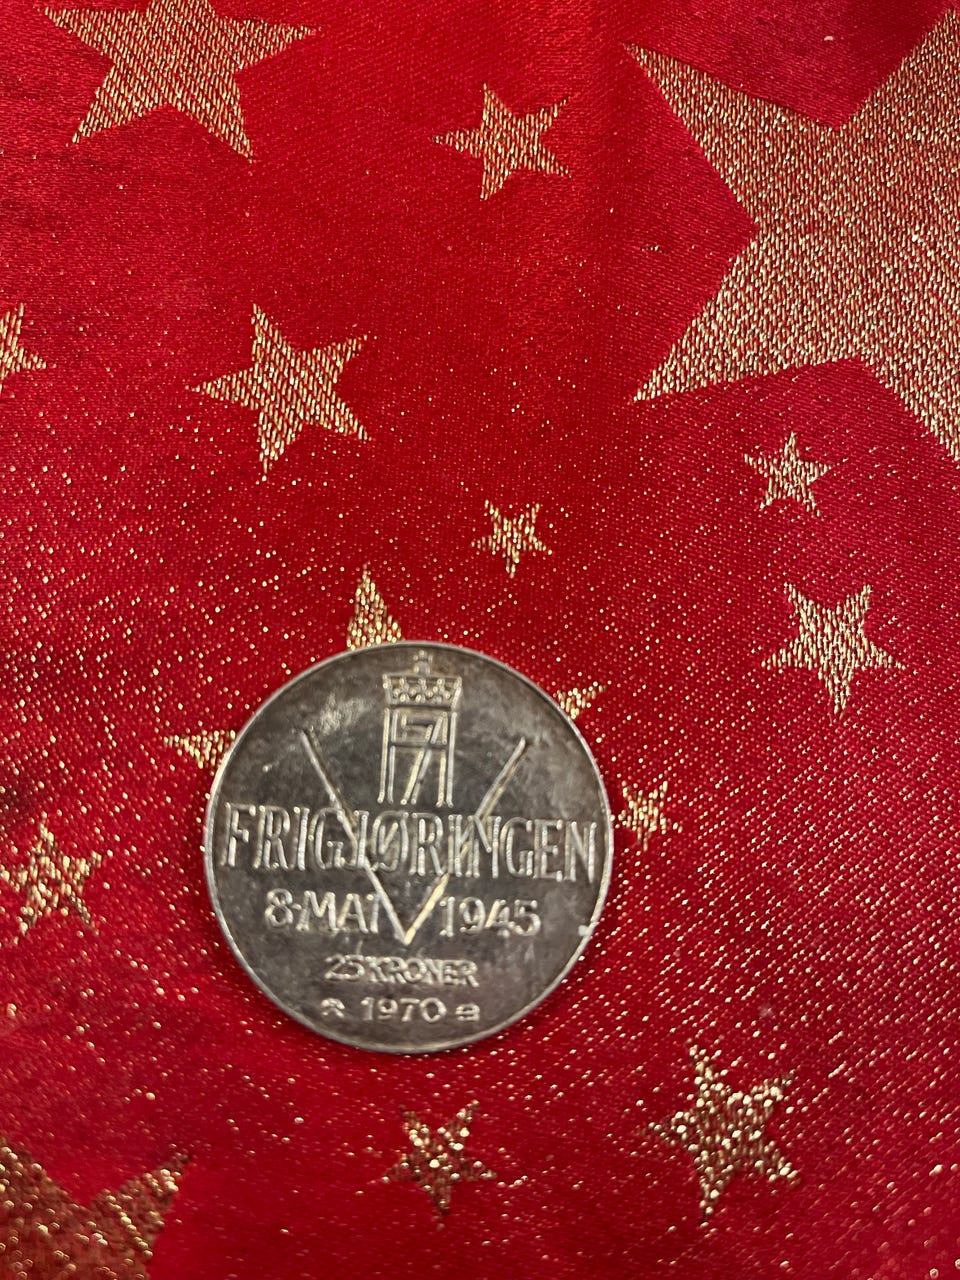 FRIGJØRINGEN
8·MAI 1945
25 KRONER
1970